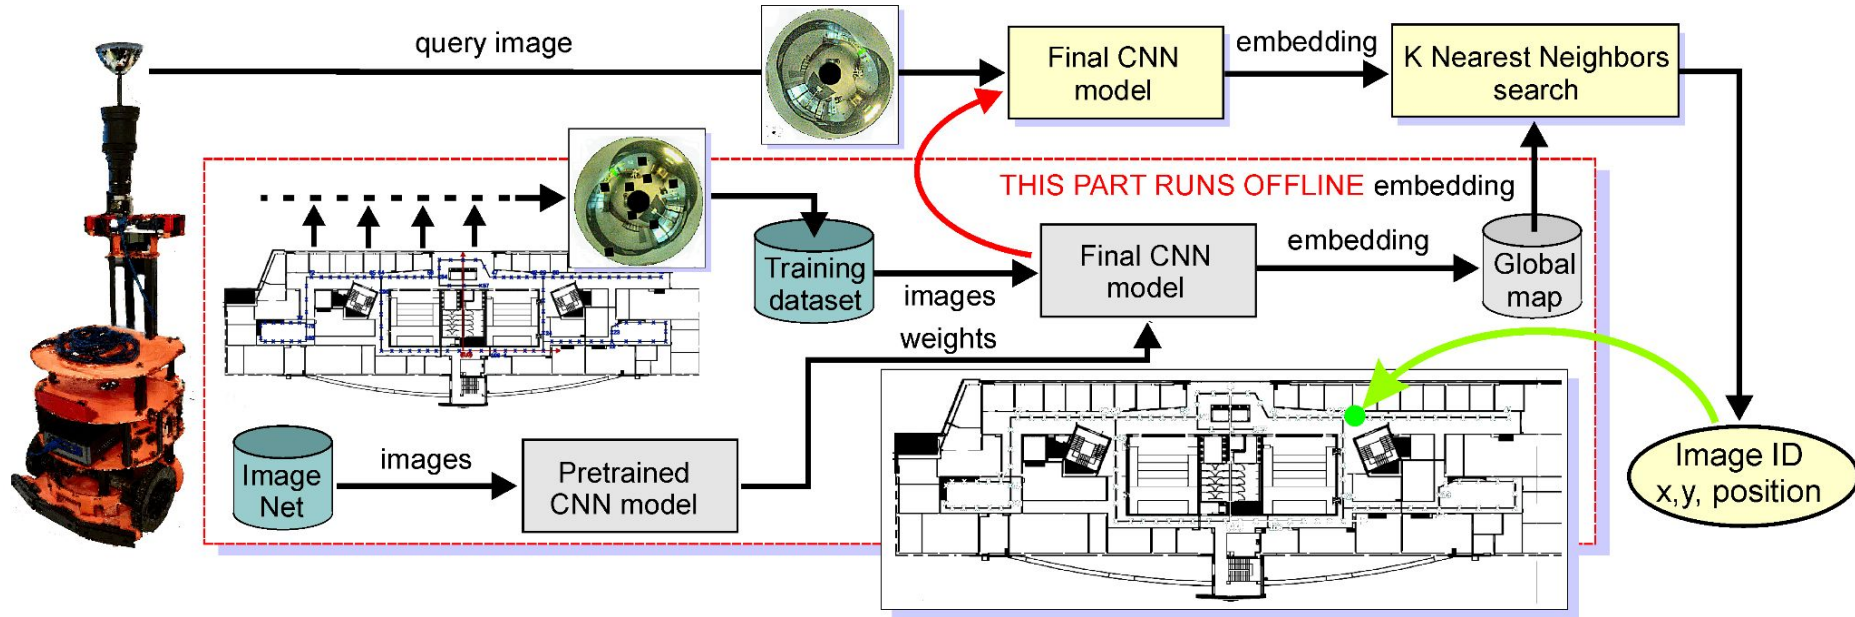 query image
Final CNN
model
embedding
K Nearest Neighbors
search
THIS PART RUNS OFFLINE
embedding
Training
dataset
images
weights
Final CNN
model
embedding
Global
map
Image
Net
images
Pretrained
CNN model
Image ID
x,y, position